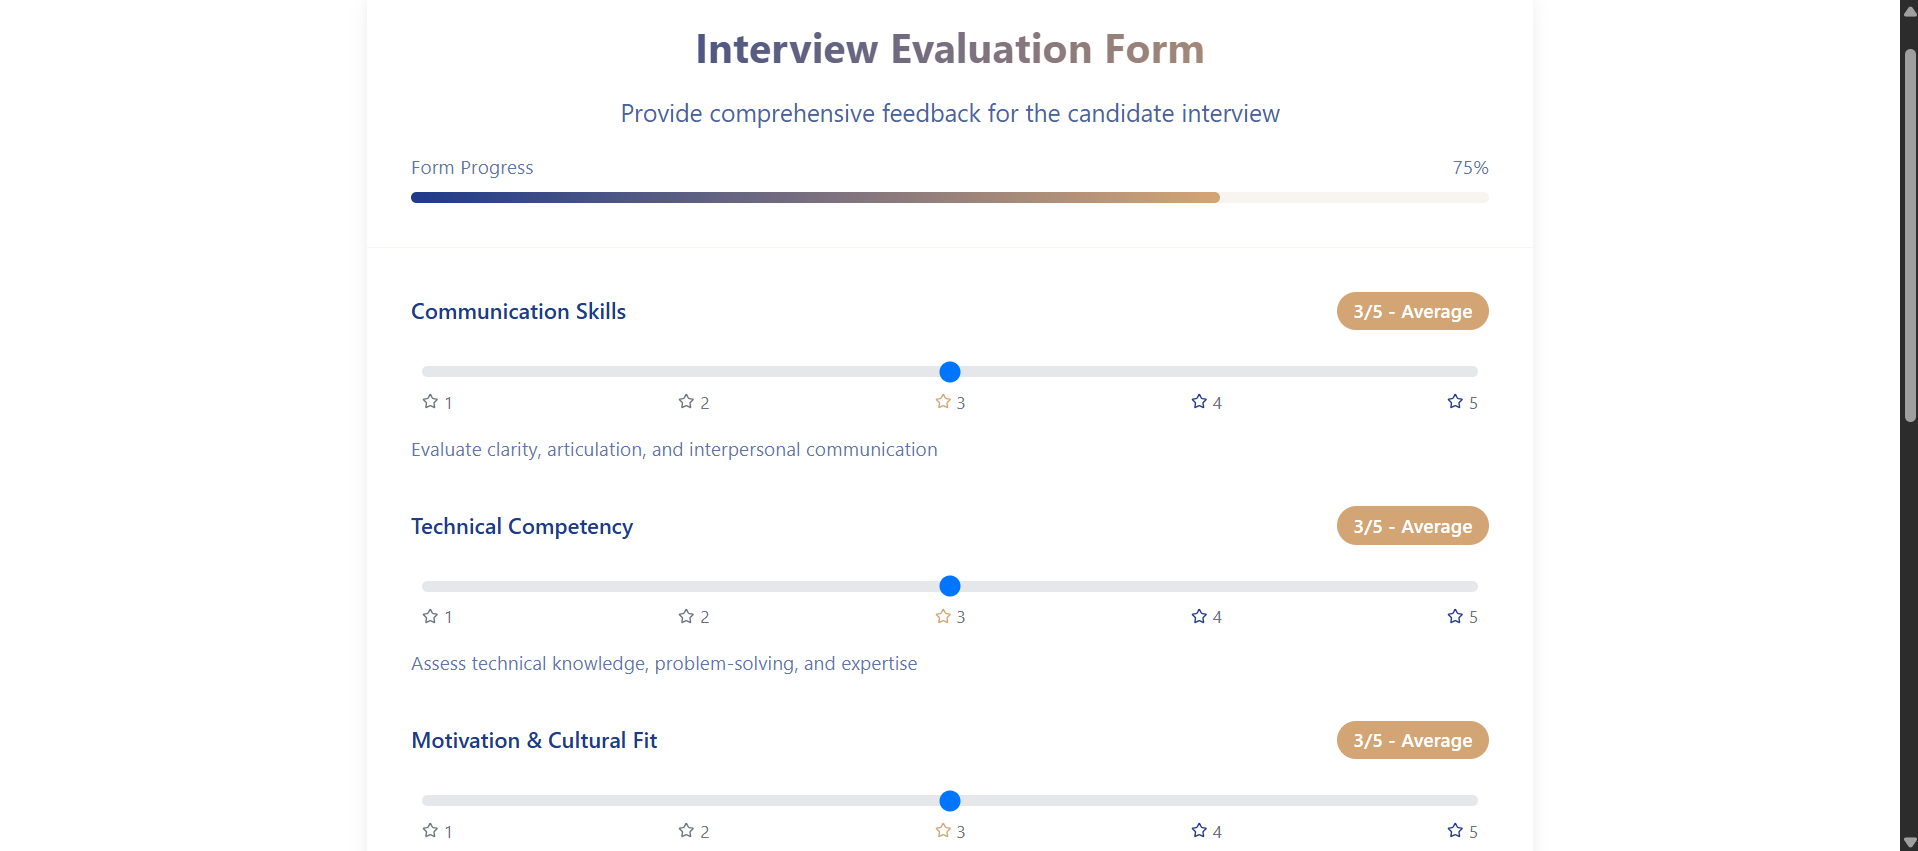 Interview Evaluation Form
Provide comprehensive feedback for the candidate interview
Form Progress 75%
Communication Skills 3/5 - Average
1 2 3 4 5
Evaluate clarity, articulation, and interpersonal communication
Technical Competency 3/5 - Average
1 2 3 4 5
Assess technical knowledge, problem-solving, and expertise
Motivation & Cultural Fit 3/5 - Average
1 2 3 4 5